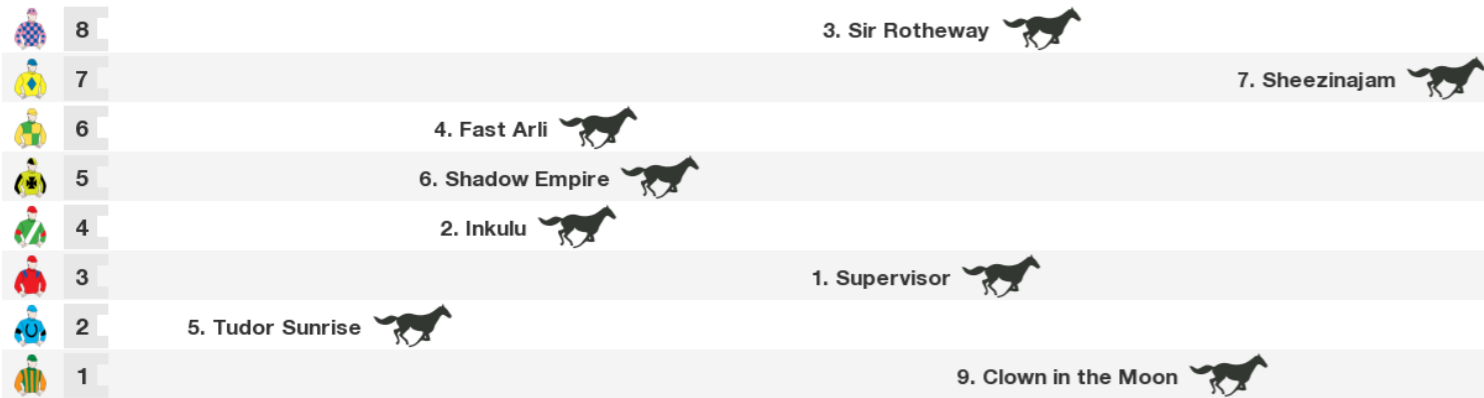 8 3. Sir Rotheway
7 7. Sheezinajam
6 4. Fast Arli
5 6. Shadow Empire
4 2. Inkulu
3 1. Supervisor
2 5. Tudor Sunrise
1 9. Clown in the Moon